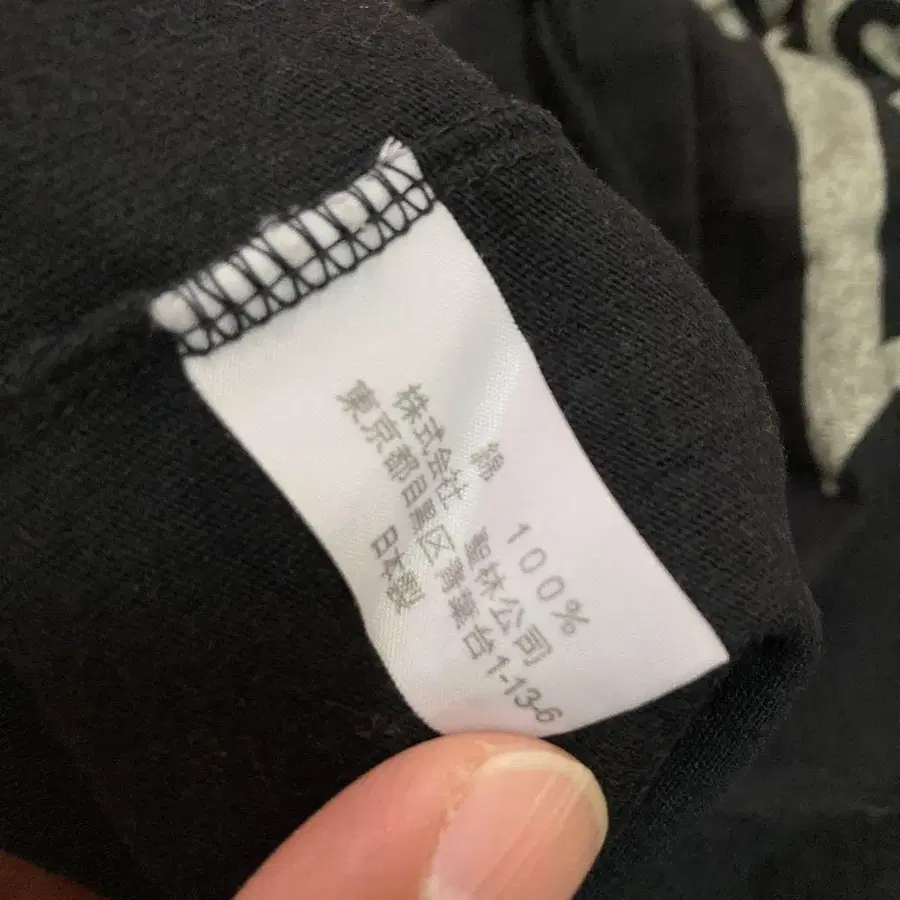 綿 100%
株式会社 聖林公司
東京都目黒区青葉台1-13-6
日本製